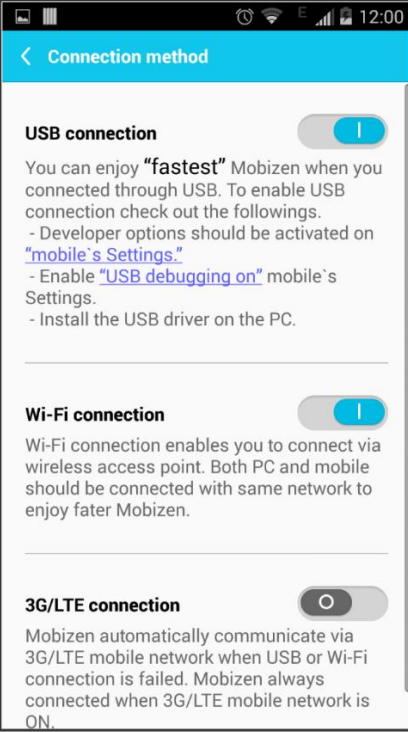 E 12:00
Connection method
USB connection
You can enjoy “fastest” Mobizen when you
connected through USB. To enable USB
connection check out the followings.
- Developer options should be activated on
“mobile`s Settings.”
- Enable “USB debugging on” mobile`s
Settings.
- Install the USB driver on the PC.
Wi-Fi connection
Wi-Fi connection enables you to connect via
wireless access point. Both PC and mobile
should be connected with same network to
enjoy fater Mobizen.
3G/LTE connection
Mobizen automatically communicate via
3G/LTE mobile network when USB or Wi-Fi
connection is failed. Mobizen always
connected when 3G/LTE mobile network is
ON.